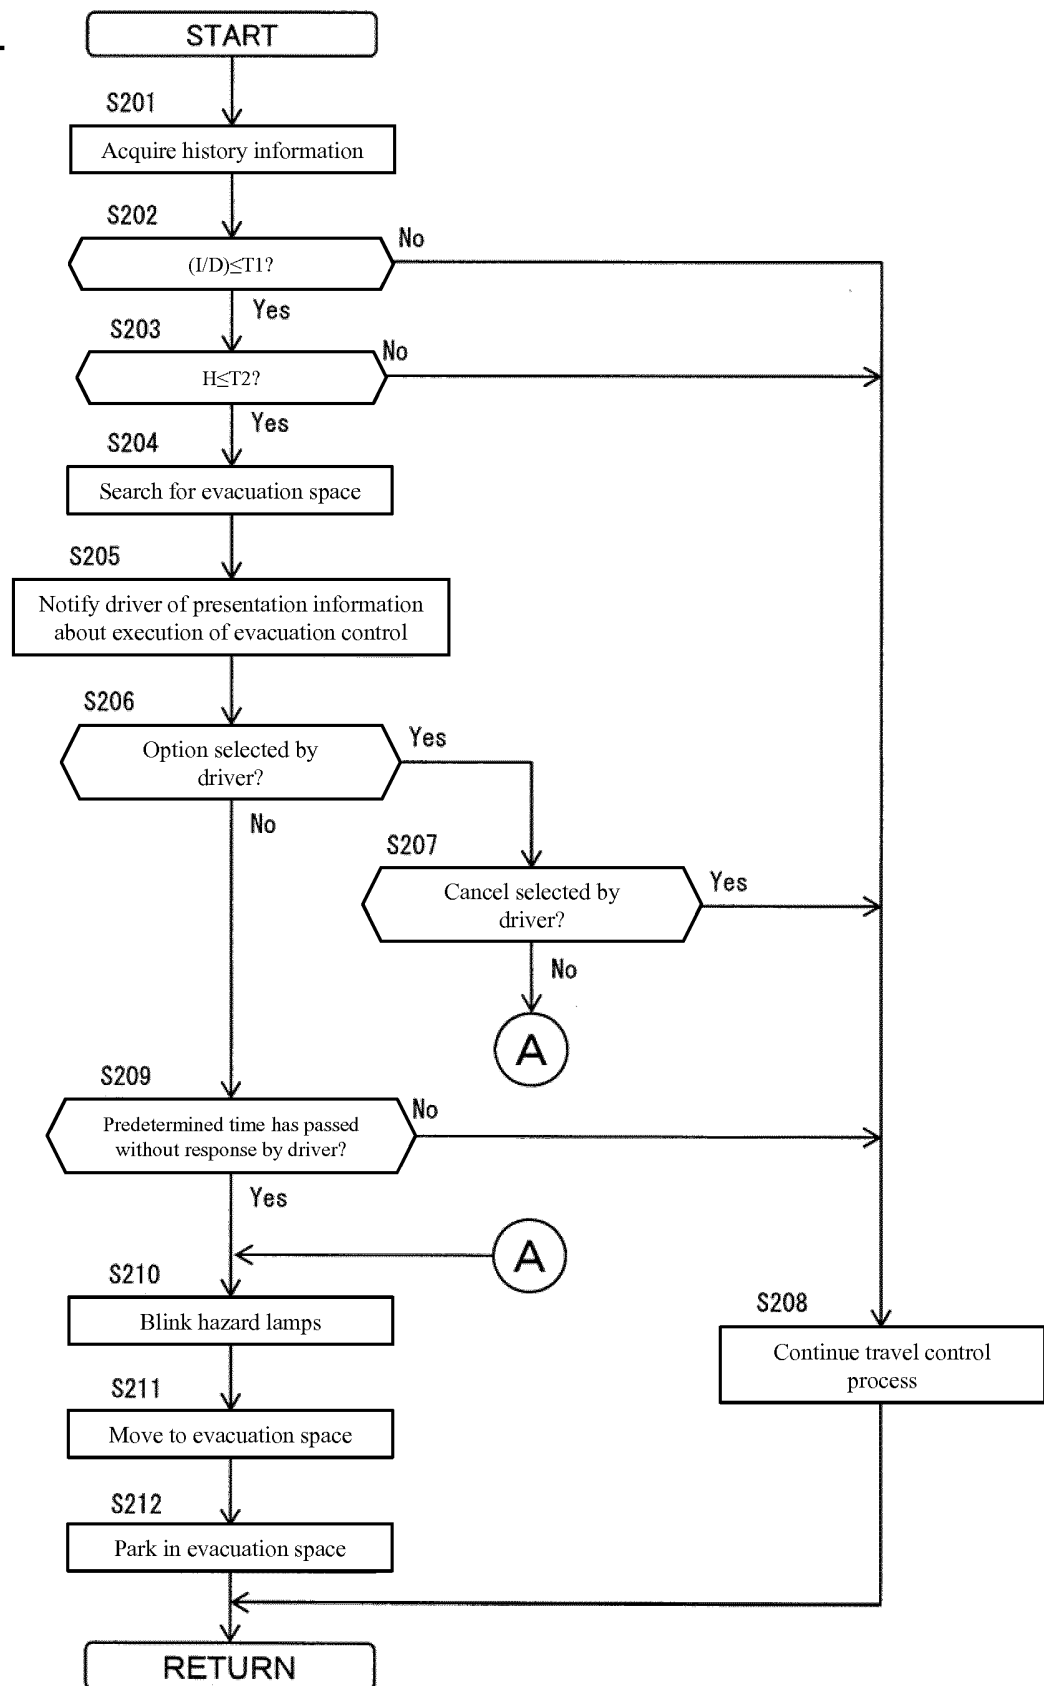 START
S201
Acquire history information
S202
(I/D)≤T1?
No
Yes
S203
H≤T2?
No
Yes
S204
Search for evacuation space
S205
Notify driver of presentation information
about execution of evacuation control
S206
Option selected by
driver?
Yes
No
S207
Cancel selected by
driver?
Yes
No
A
S209
Predetermined time has passed
without response by driver?
No
Yes
A
S210
Blink hazard lamps
S208
Continue travel control
process
S211
Move to evacuation space
S212
Park in evacuation space
RETURN